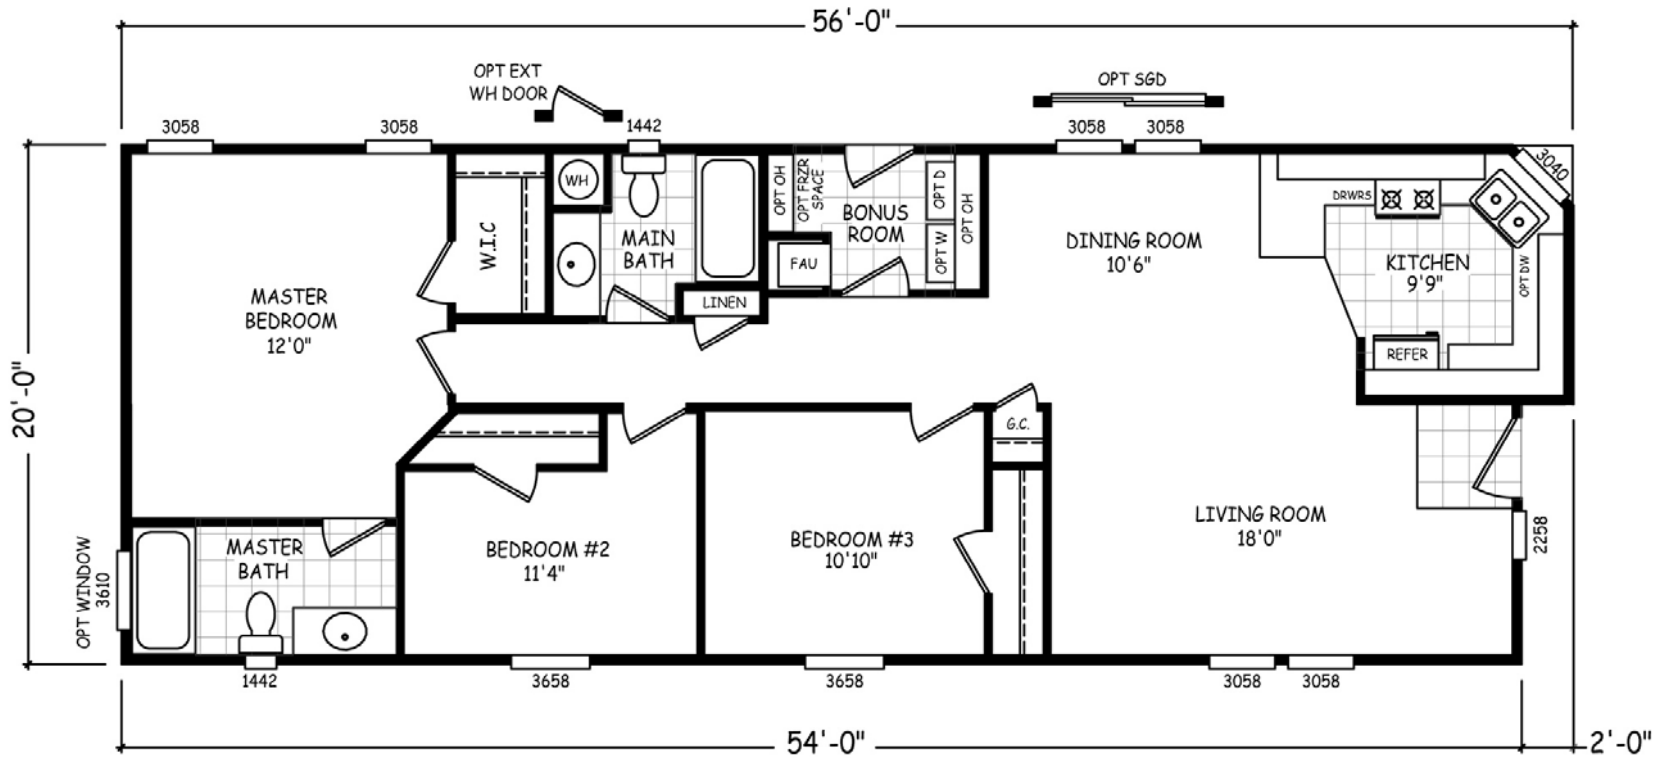 56'-0"
OPT EXT
WH DOOR
OPT SGD
3058
3058
1442
3058
3058
3040
WH
OPT OH
OPT FRZR
SPACE
OPT D
OPT OH
DRWRS
BONUS
ROOM
W.I.C
MAIN
BATH
OPT W
DINING ROOM
10'6"
KITCHEN
9'9"
OPT DW
FAU
MASTER
BEDROOM
12'0"
LINEN
REFER
20'-0"
G.C.
LIVING ROOM
18'0"
2258
OPT WINDOW
3610
MASTER
BATH
BEDROOM #2
11'4"
BEDROOM #3
10'10"
1442
3658
3658
3058
3058
54'-0"
2'-0"